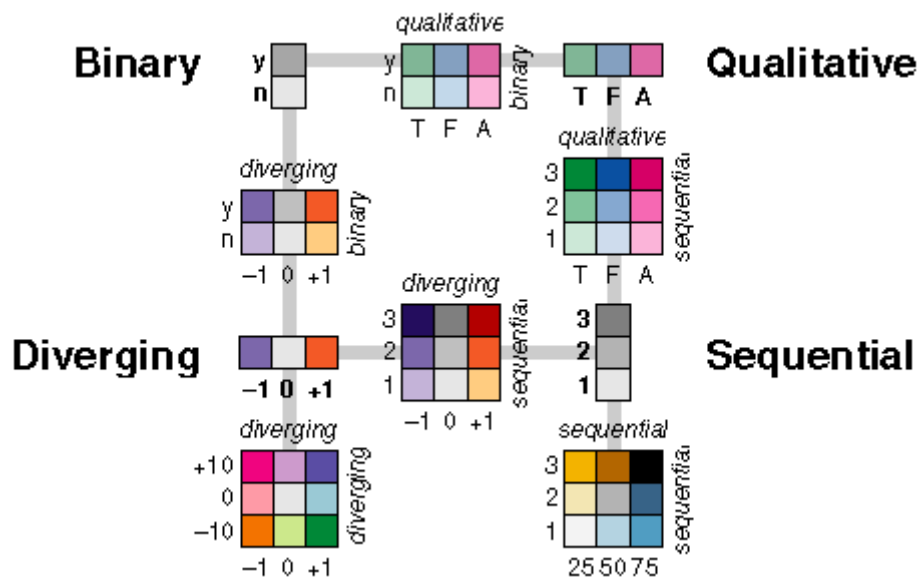 qualitative
Binary
y
n
y
n
binary
T F A
T F A
Qualitative
qualitative
diverging
y
n
binary
−1 0 +1
3
2
1
sequential
T F A
diverging
3
2
1
sequential
−1 0 +1
Diverging
−1 0 +1
3
2
1
Sequential
diverging
+10
0
−10
diverging
−1 0 +1
sequential
3
2
1
sequential
25 50 75